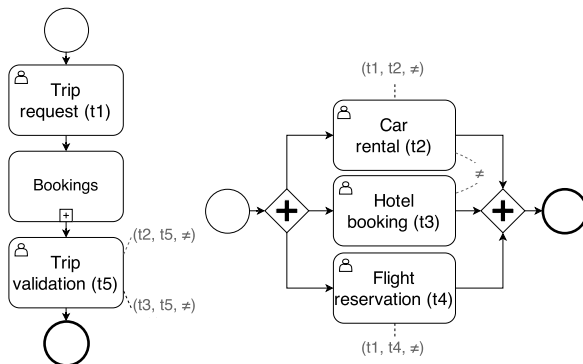 Trip
request (t1)
Bookings
+
Trip
validation (t5)
(t2, t5, ≠)
(t3, t5, ≠)
(t1, t2, ≠)
Car
rental (t2)
≠
Hotel
booking (t3)
Flight
reservation (t4)
(t1, t4, ≠)